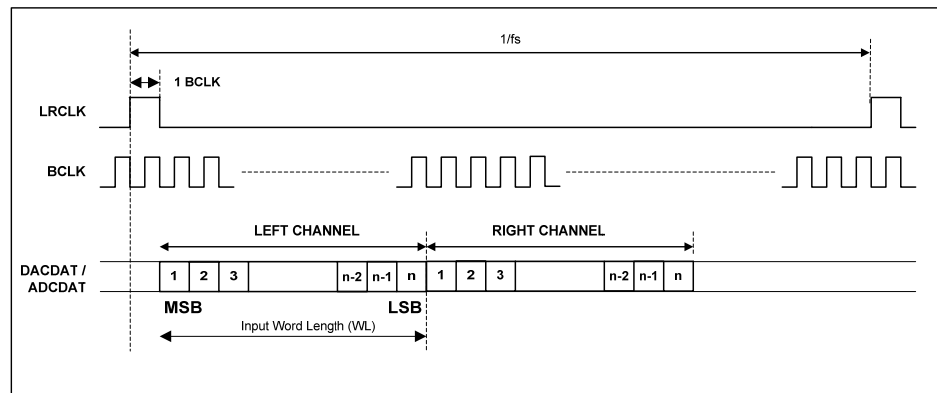 1/fs
1 BCLK
LRCLK
BCLK
LEFT CHANNEL RIGHT CHANNEL
DACDAT /
ADCDAT
1 2 3 n-2 n-1 n 1 2 3 n-2 n-1 n
MSB LSB
Input Word Length (WL)